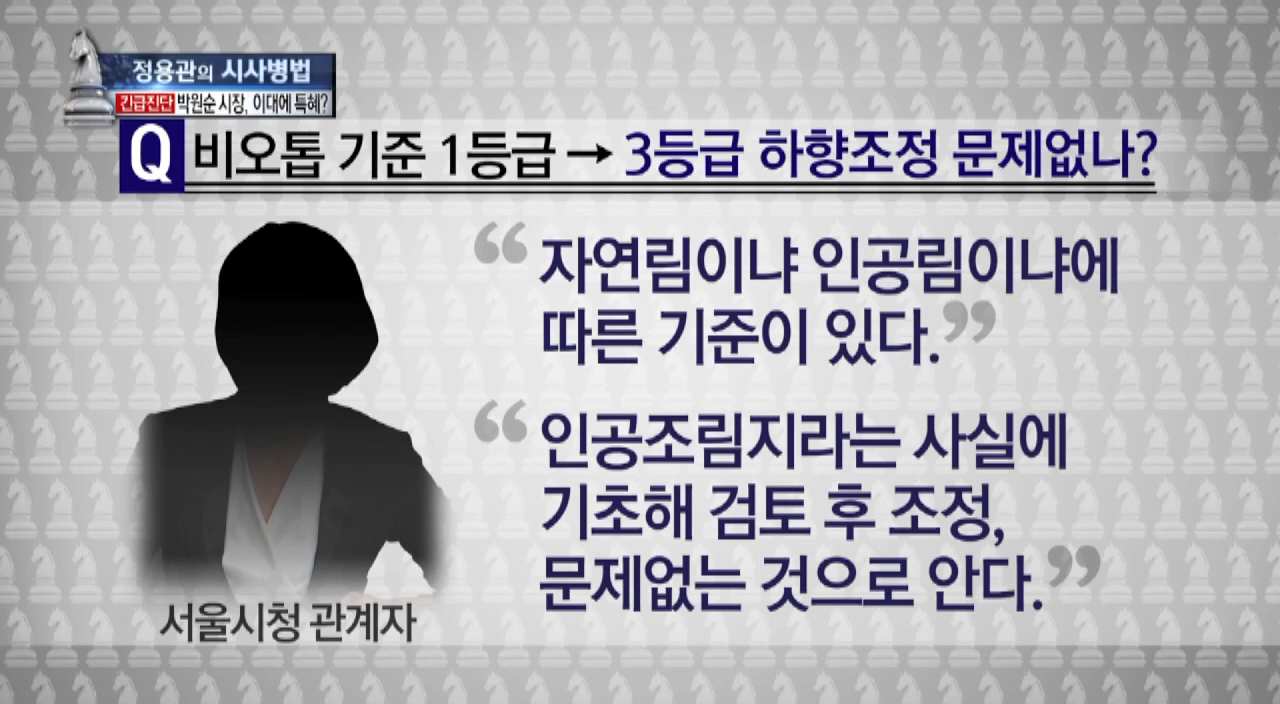 정용관의 시사병법
긴급진단 박원순 시장, 이대에 특혜?
Q 비오톱 기준 1등급 → 3등급 하향조정 문제없나?
“자연림이냐 인공림이냐에
따른 기준이 있다.”
“인공조림지라는 사실에
기초해 검토 후 조정,
문제없는 것으로 안다.”
서울시청 관계자